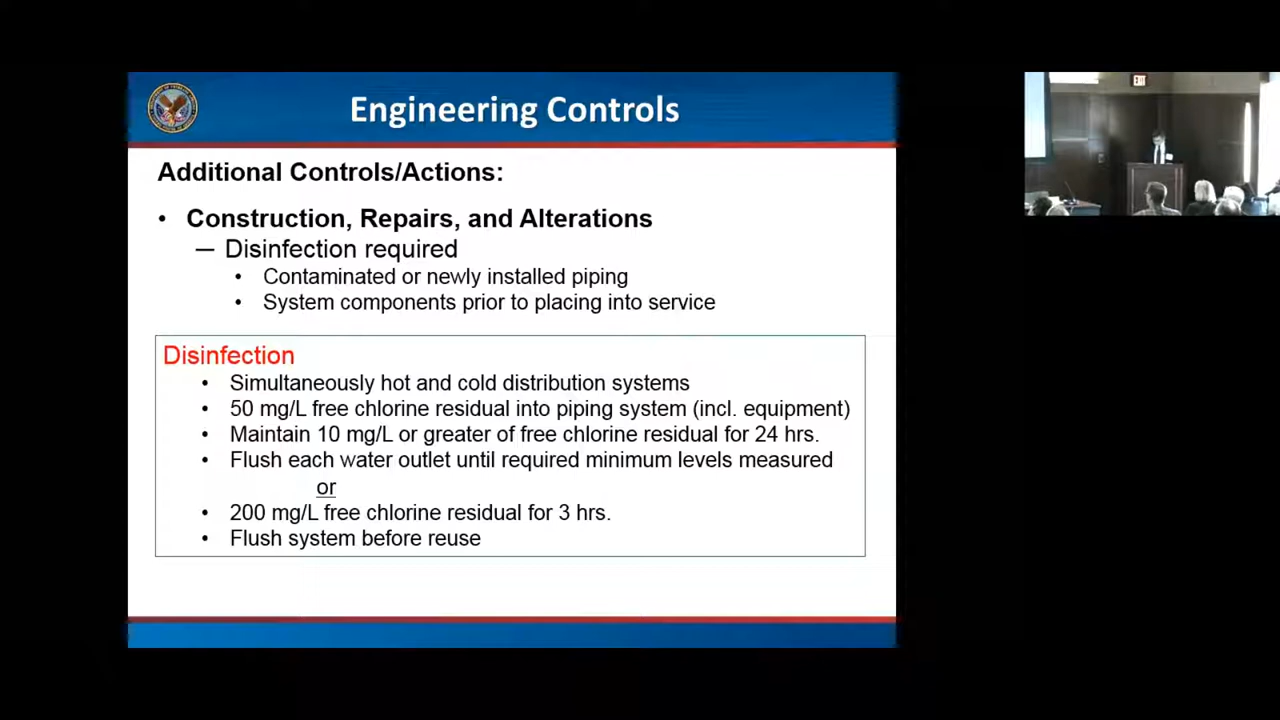 Engineering Controls
Additional Controls/Actions:
• Construction, Repairs, and Alterations
— Disinfection required
• Contaminated or newly installed piping
• System components prior to placing into service
Disinfection
• Simultaneously hot and cold distribution systems
• 50 mg/L free chlorine residual into piping system (incl. equipment)
• Maintain 10 mg/L or greater of free chlorine residual for 24 hrs.
• Flush each water outlet until required minimum levels measured
or
• 200 mg/L free chlorine residual for 3 hrs.
• Flush system before reuse
EXIT